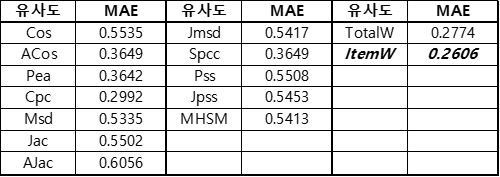 유사도 MAE 유사도 MAE 유사도 MAE
Cos 0.5535 Jmsd 0.5417 TotalW 0.2774
ACos 0.3649 Spcc 0.3649 ItemW 0.2606
Pea 0.3642 Pss 0.5508
Cpc 0.2992 Jpss 0.5453
Msd 0.5335 MHSM 0.5413
Jac 0.5502
AJac 0.6056